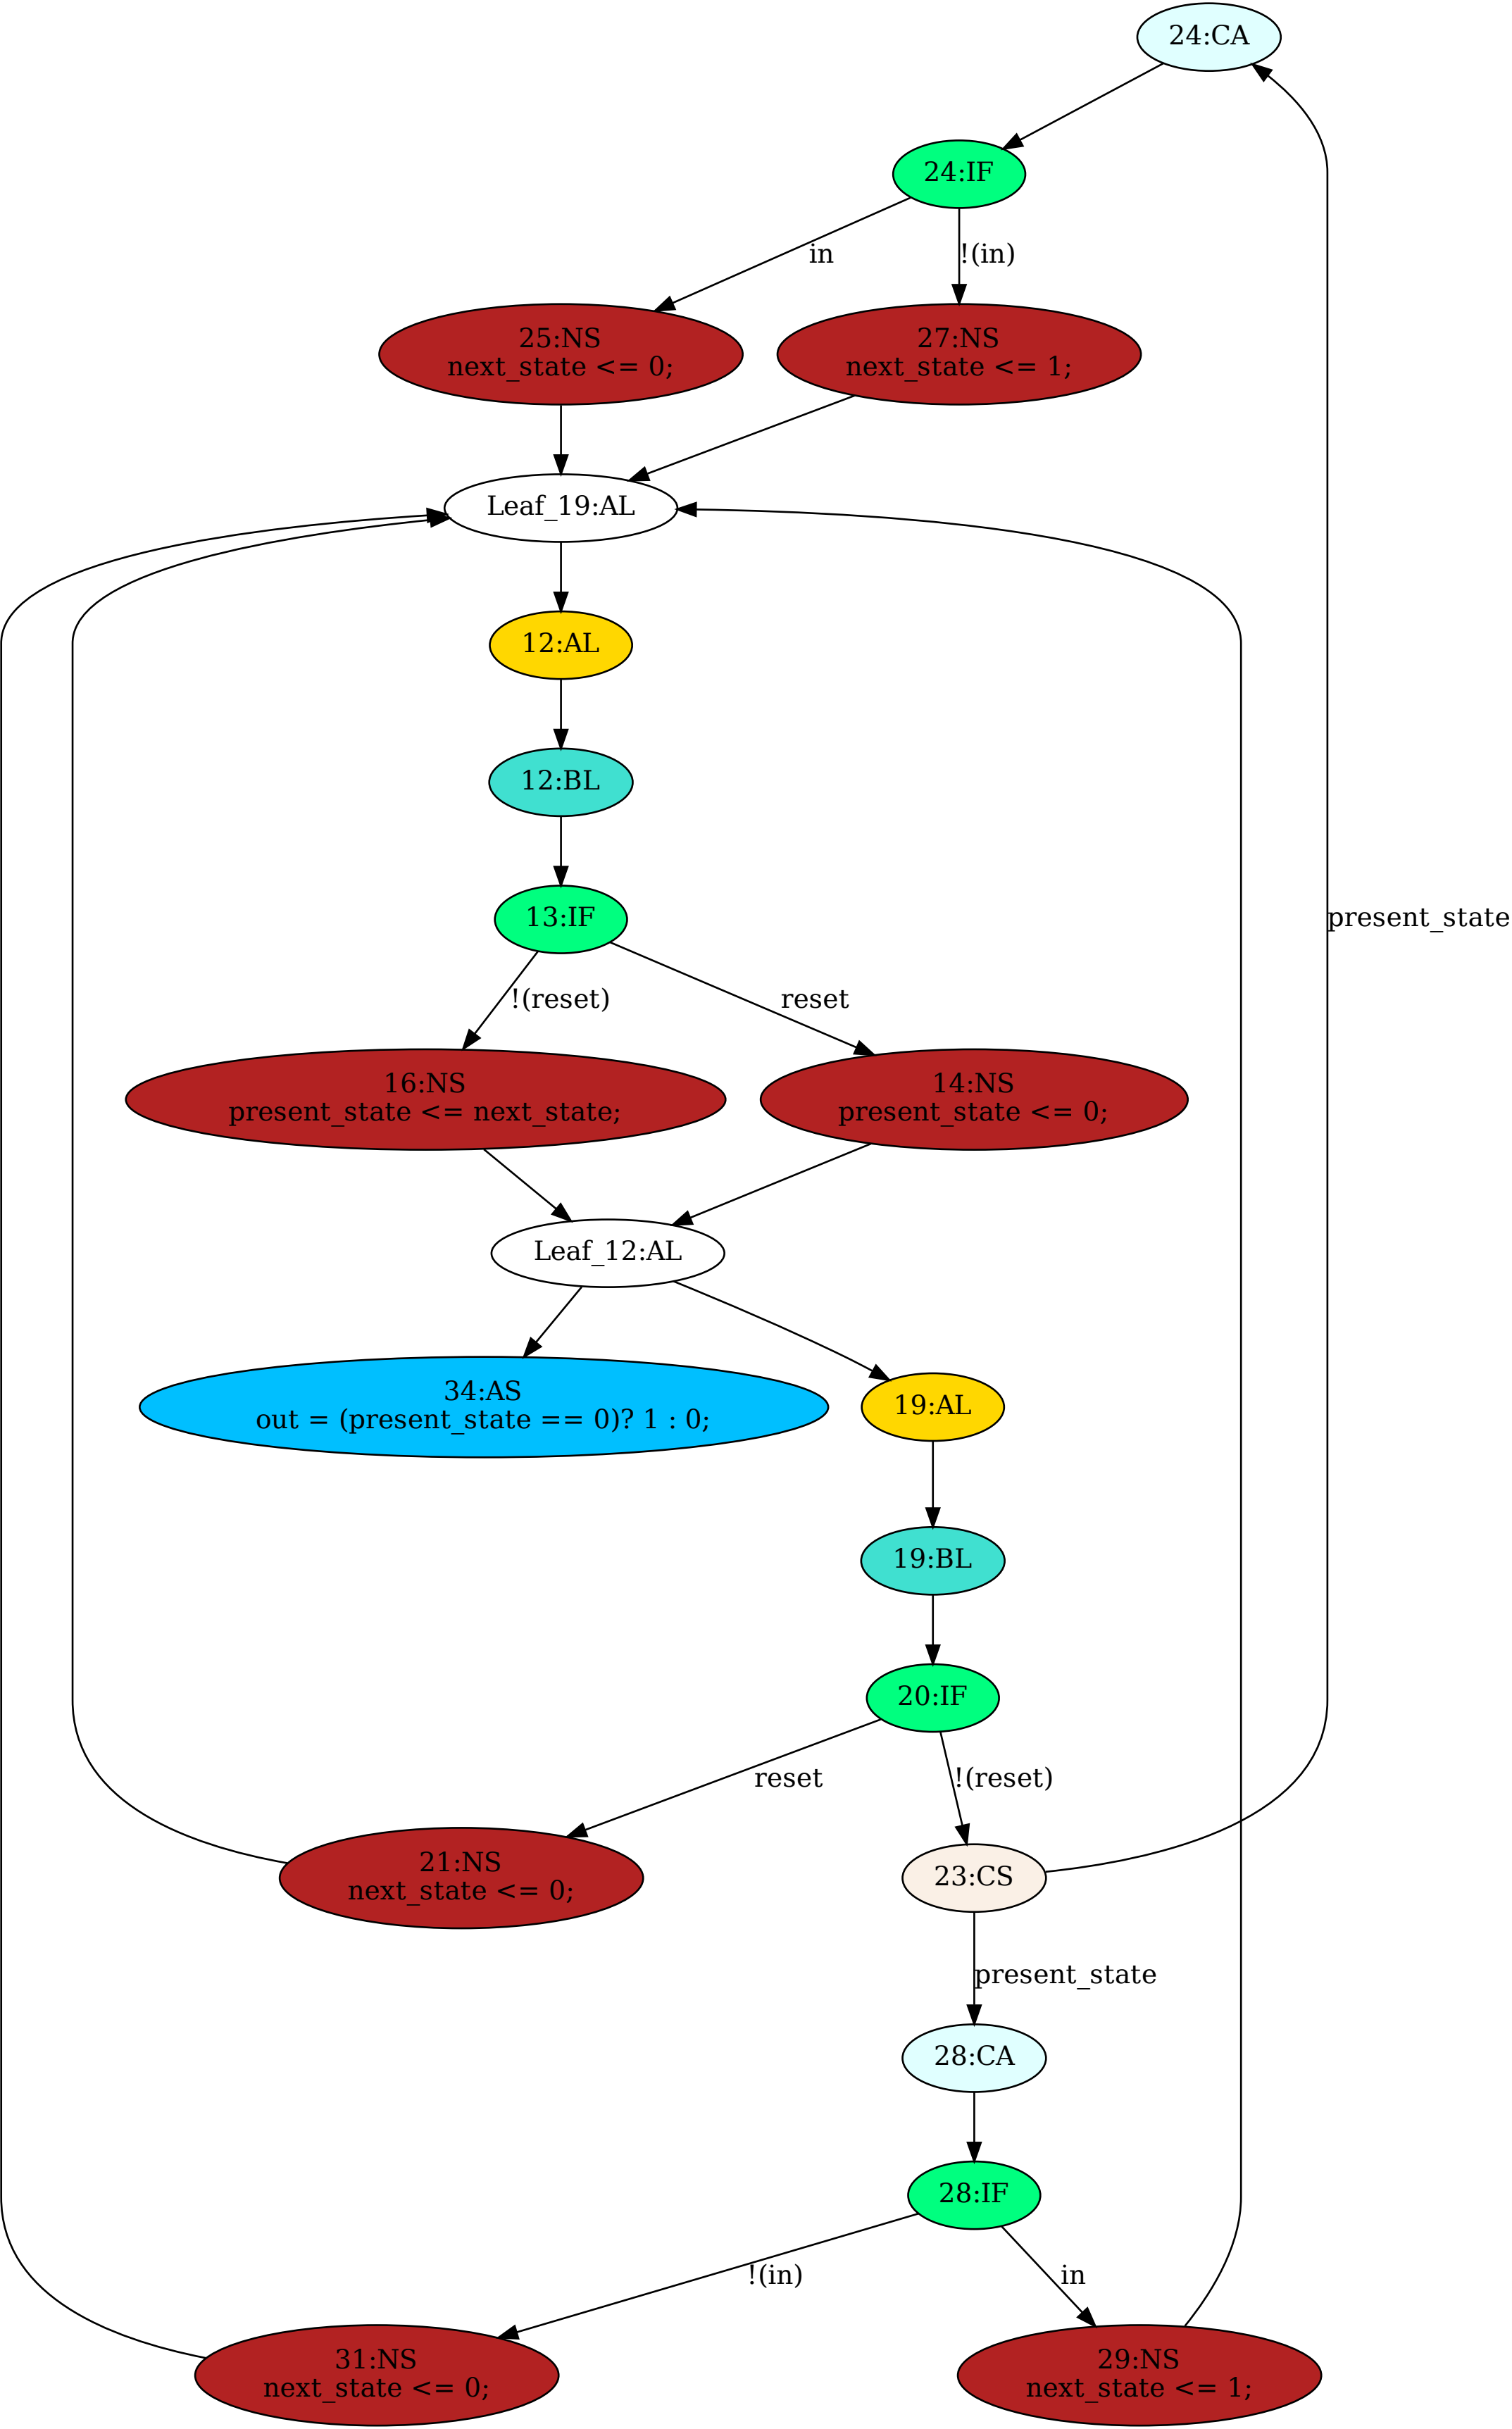 24:CA
24:IF
in
!(in)
25:NS
next_state <= 0;
27:NS
next_state <= 1;
Leaf_19:AL
12:AL
12:BL
13:IF
present_state
!(reset)
reset
16:NS
present_state <= next_state;
14:NS
present_state <= 0;
Leaf_12:AL
34:AS
out = (present_state == 0)? 1 : 0;
19:AL
19:BL
20:IF
reset
!(reset)
21:NS
next_state <= 0;
23:CS
present_state
28:CA
28:IF
!(in)
in
31:NS
next_state <= 0;
29:NS
next_state <= 1;